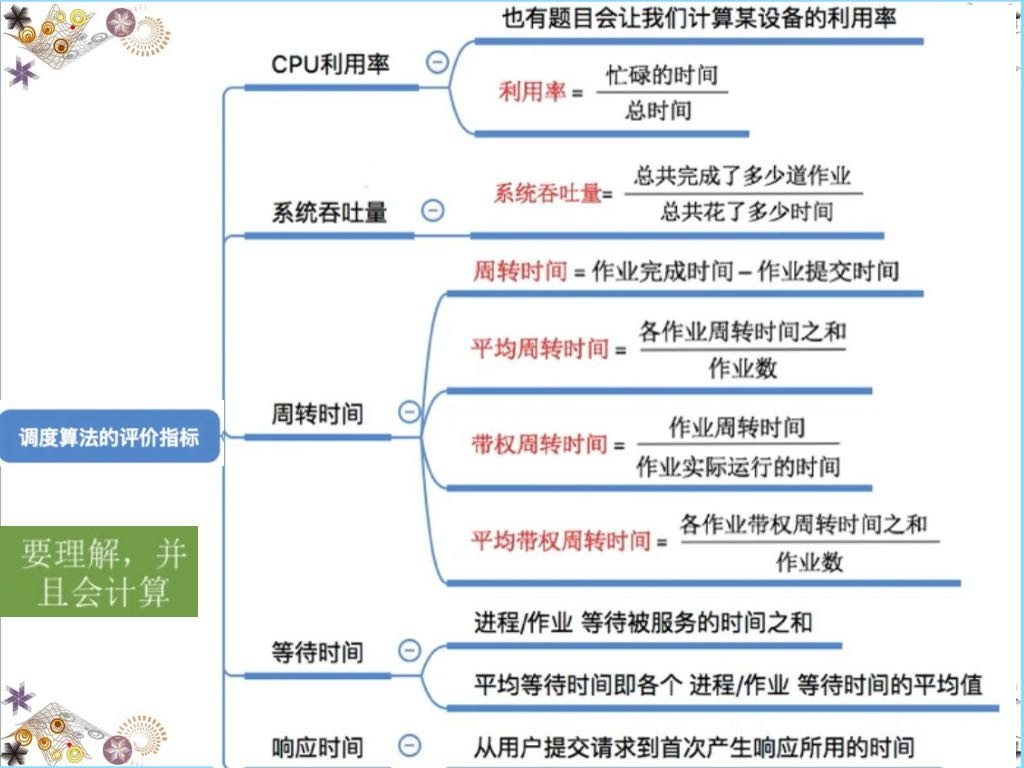 也有题目会让我们计算某设备的利用率
CPU利用率
利用率 = 忙碌的时间
总时间
系统吞吐量
系统吞吐量= 总共完成了多少道作业
总共花了多少时间
周转时间 = 作业完成时间 – 作业提交时间
平均周转时间 = 各作业周转时间之和
作业数
周转时间
带权周转时间 = 作业周转时间
作业实际运行的时间
平均带权周转时间 = 各作业带权周转时间之和
作业数
调度算法的评价指标
要理解，并
且会计算
进程/作业 等待被服务的时间之和
等待时间
平均等待时间即各个 进程/作业 等待时间的平均值
响应时间
从用户提交请求到首次产生响应所用的时间